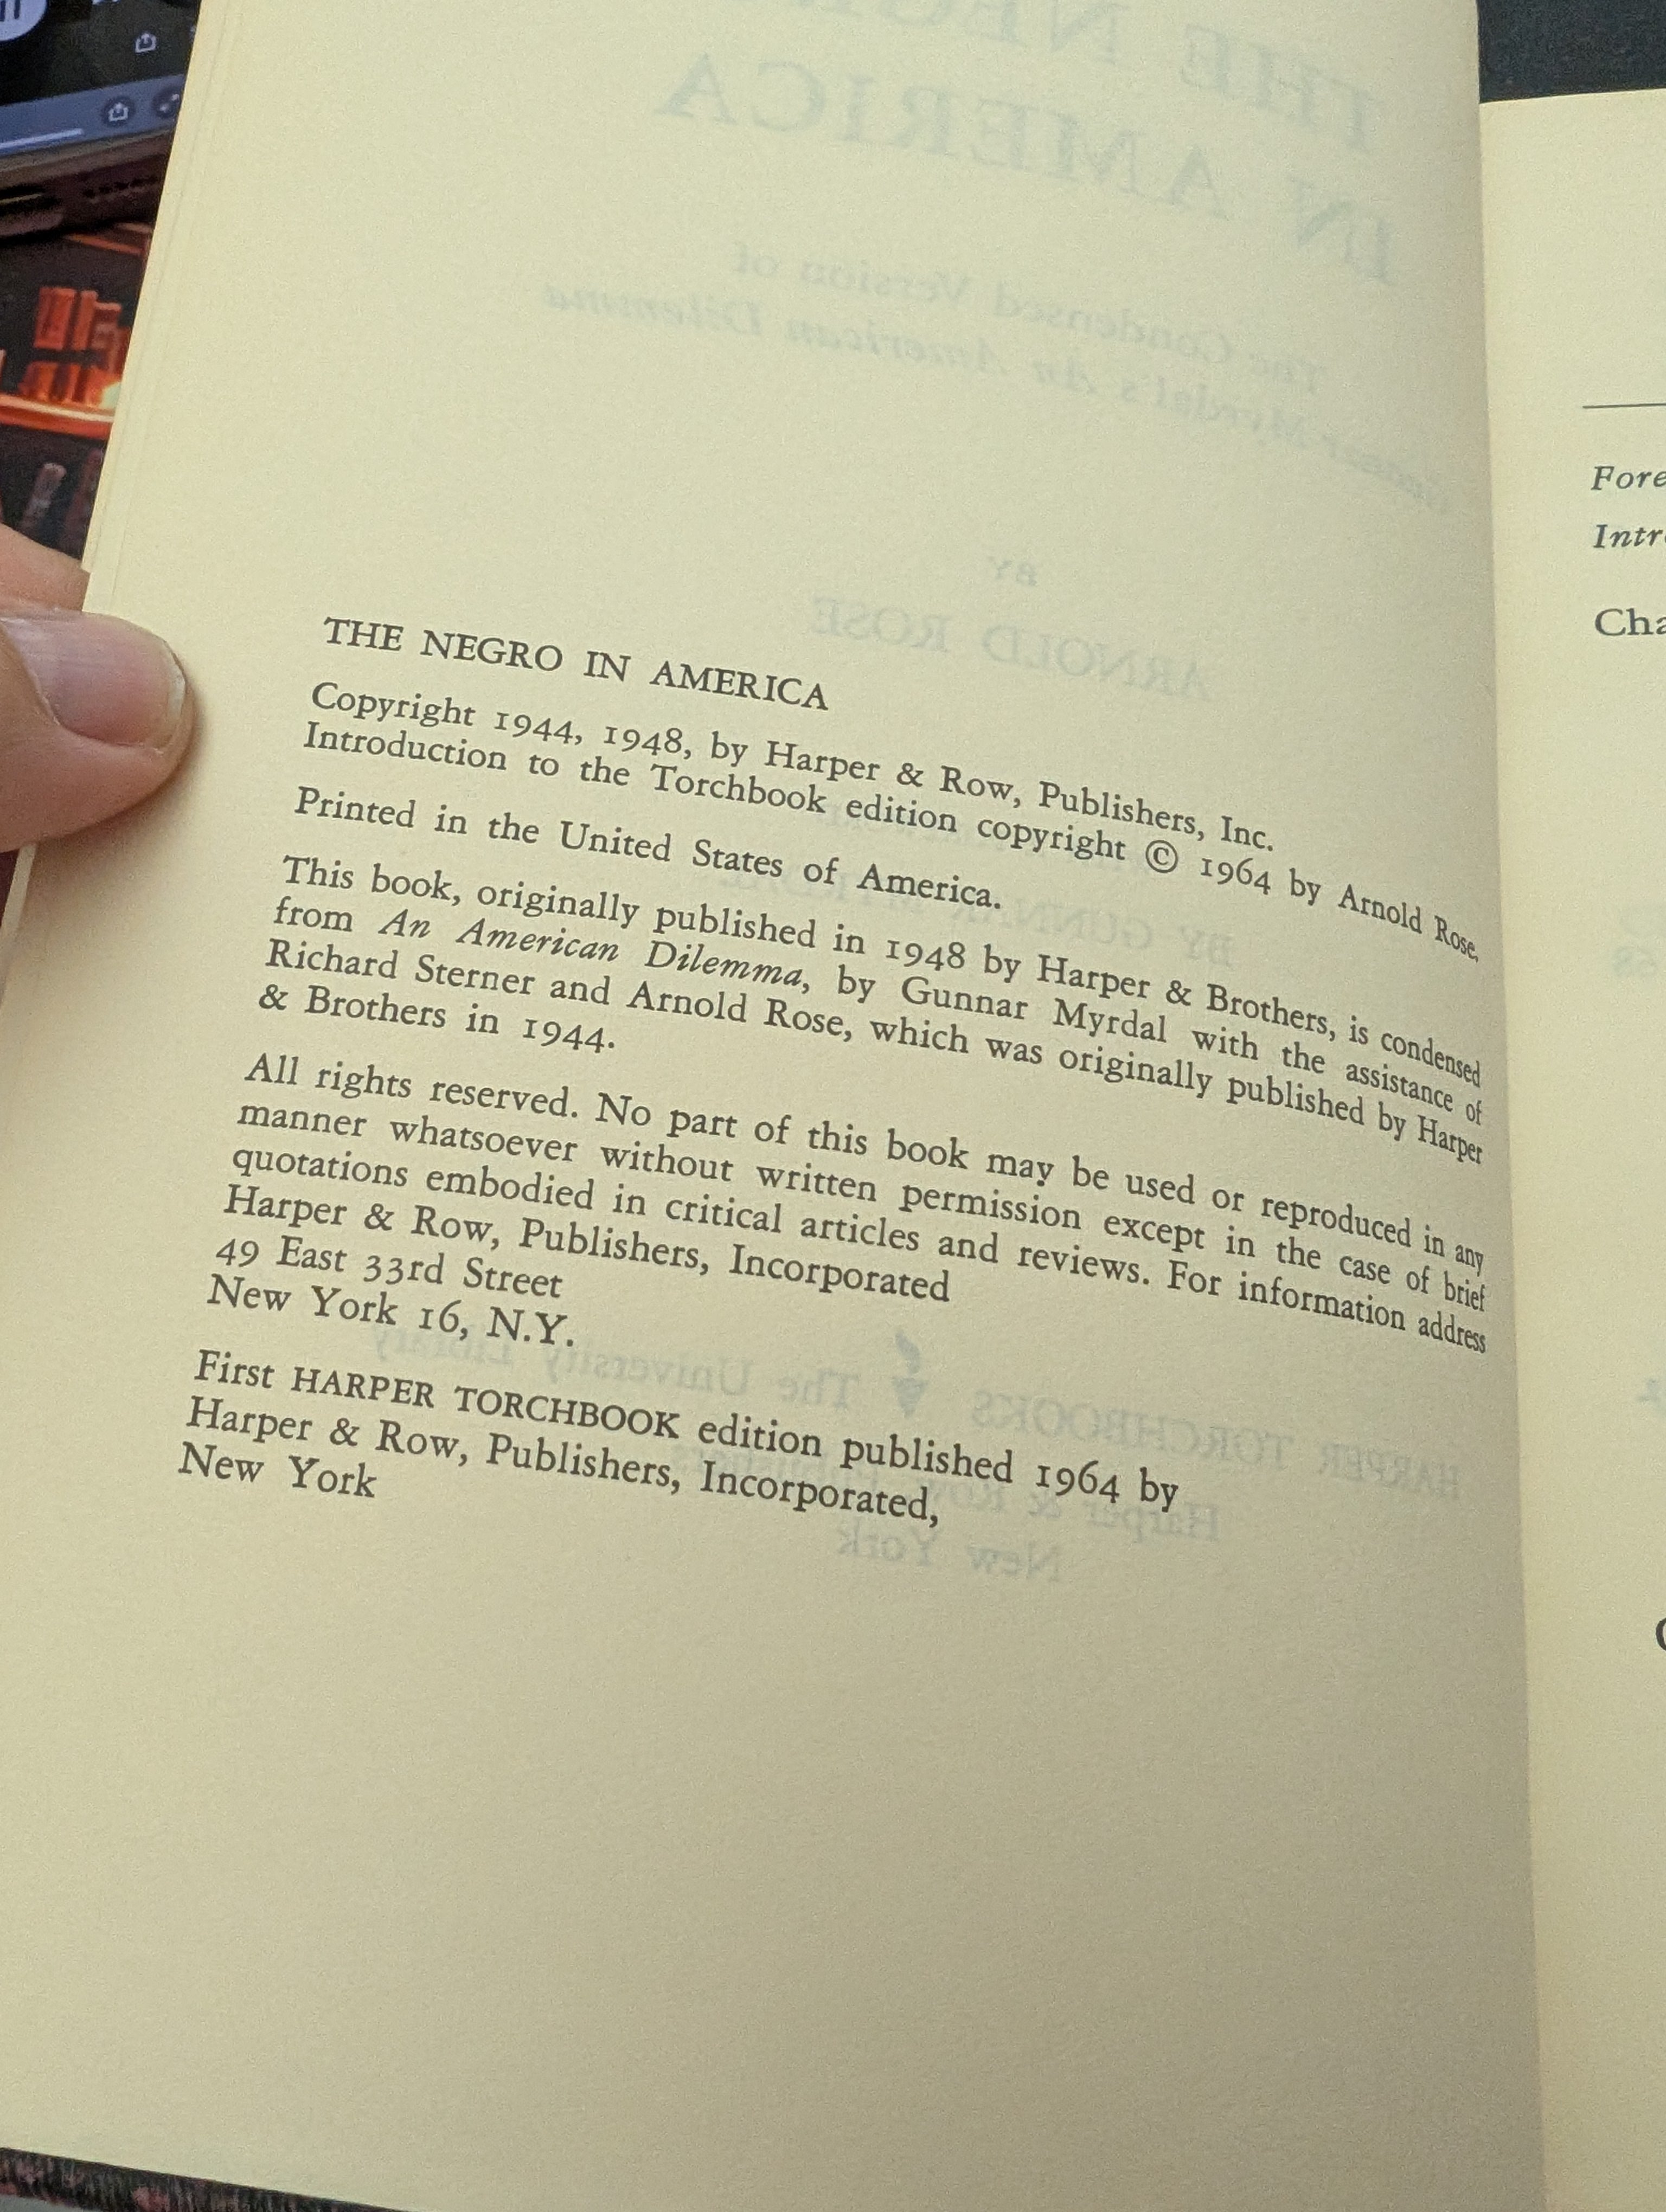 THE NEGRO IN AMERICA
Copyright 1944, 1948, by Harper & Row, Publishers, Inc.
Introduction to the Torchbook edition copyright © 1964 by Arnold Rose.
Printed in the United States of America.
This book, originally published in 1948 by Harper & Brothers, is condensed
from An American Dilemma, by Gunnar Myrdal with the assistance of
Richard Sterner and Arnold Rose, which was originally published by Harper
& Brothers in 1944.
All rights reserved. No part of this book may be used or reproduced in any
manner whatsoever without written permission except in the case of brief
quotations embodied in critical articles and reviews. For information address
Harper & Row, Publishers, Incorporated
49 East 33rd Street
New York 16, N.Y.
First HARPER TORCHBOOK edition published 1964 by
Harper & Row, Publishers, Incorporated,
New York